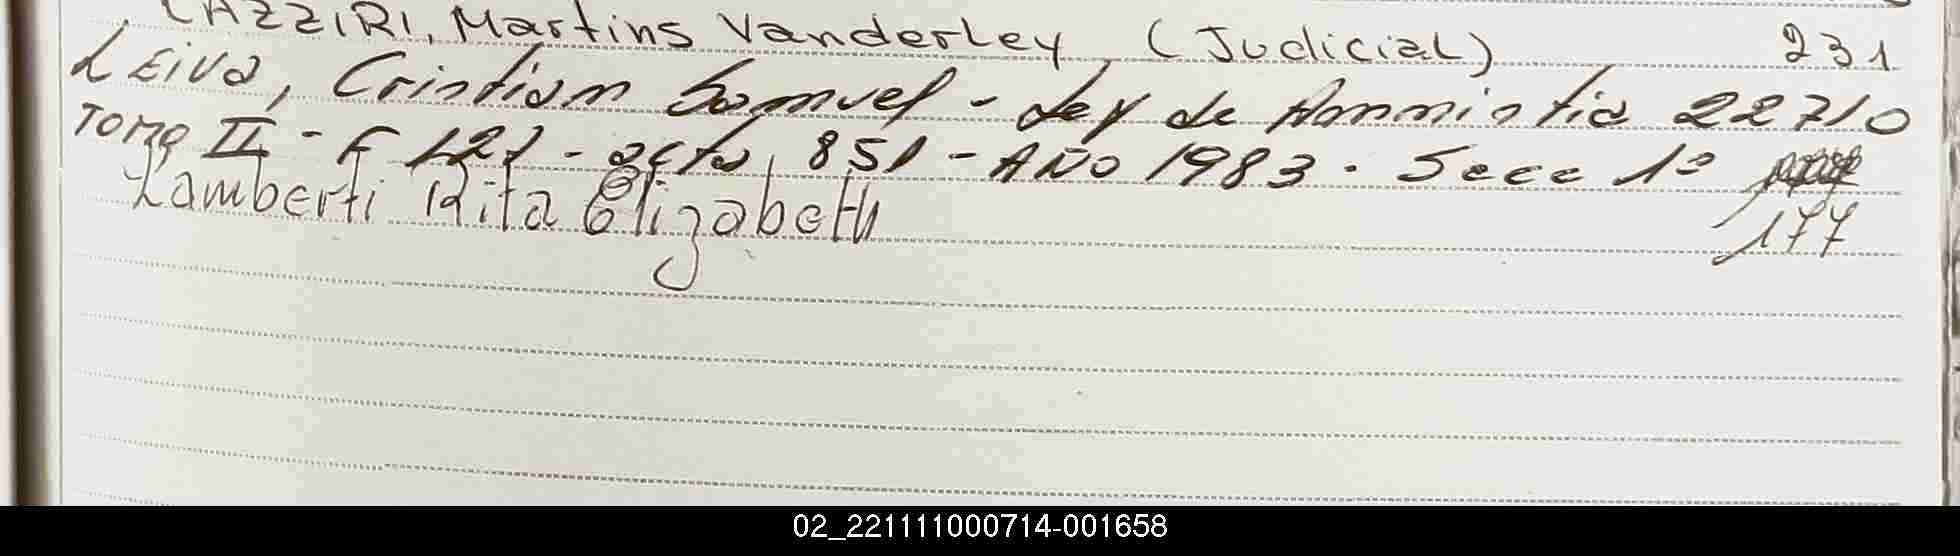 LAZZIRI, Martins Vanderley (Judicial) 231
Leiva, Cristian Samuel - Ley de Ammistia 22710
Tomo II - F 121 - acta 851 - AÑO 1983. Secc 1º
Lamberti Rita Elizabeth 177
02_221111000714-001658